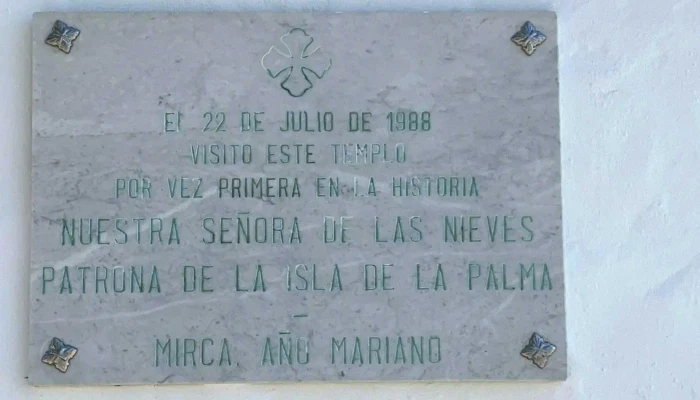 El 22 DE JULIO DE 1988
VISITO ESTE TEMPLO
POR VEZ PRIMERA EN LA HISTORIA
NUESTRA SEÑORA DE LAS NIEVES
PATRONA DE LA ISLA DE LA PALMA
–
MIRCA AÑO MARIANO